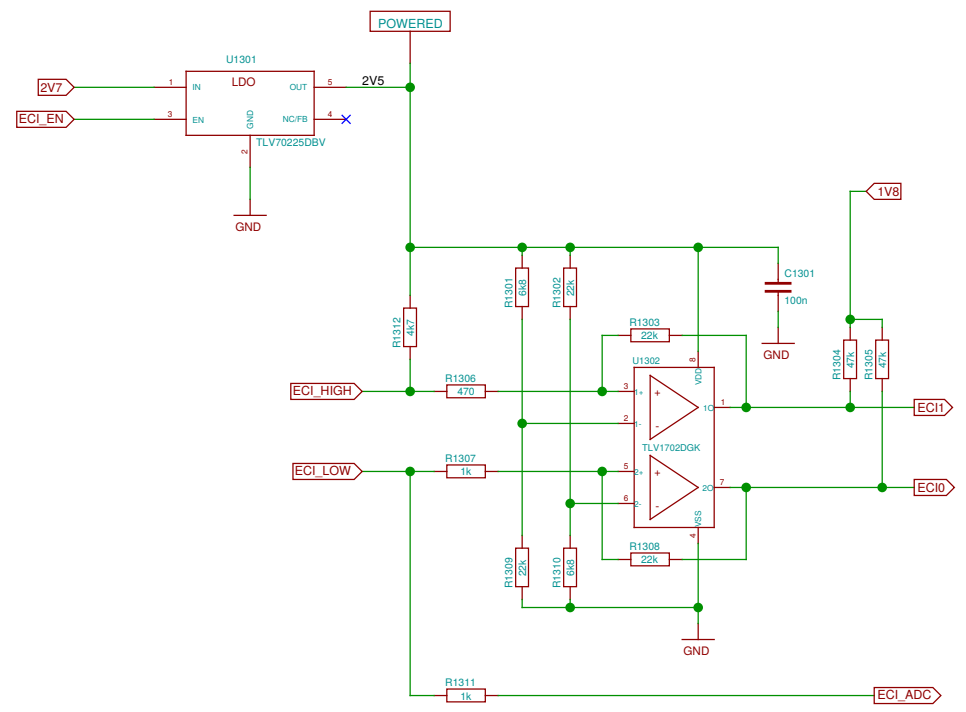 POWERED
U1301
2V7
1
IN
LDO
OUT
5
2V5
ECI_EN
3
EN
GND
NC/FB
4
TLV70225DBV
2
GND
1V8
R1301
6k8
R1302
22k
C1301
100n
R1312
4k7
R1303
22k
GND
R1304
47k
R1305
47k
U1302
8
VDD
ECI_HIGH
R1306
470
3
1+
1O
1
ECI1
2
1-
+
-
TLV1702DGK
ECI_LOW
R1307
1k
5
2+
2O
7
ECI0
6
2-
+
-
VSS
4
R1309
22k
R1310
6k8
R1308
22k
GND
R1311
1k
ECI_ADC